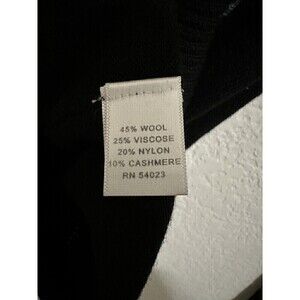 45% WOOL
25% VISCOSE
20% NYLON
10% CASHMERE
RN 54023